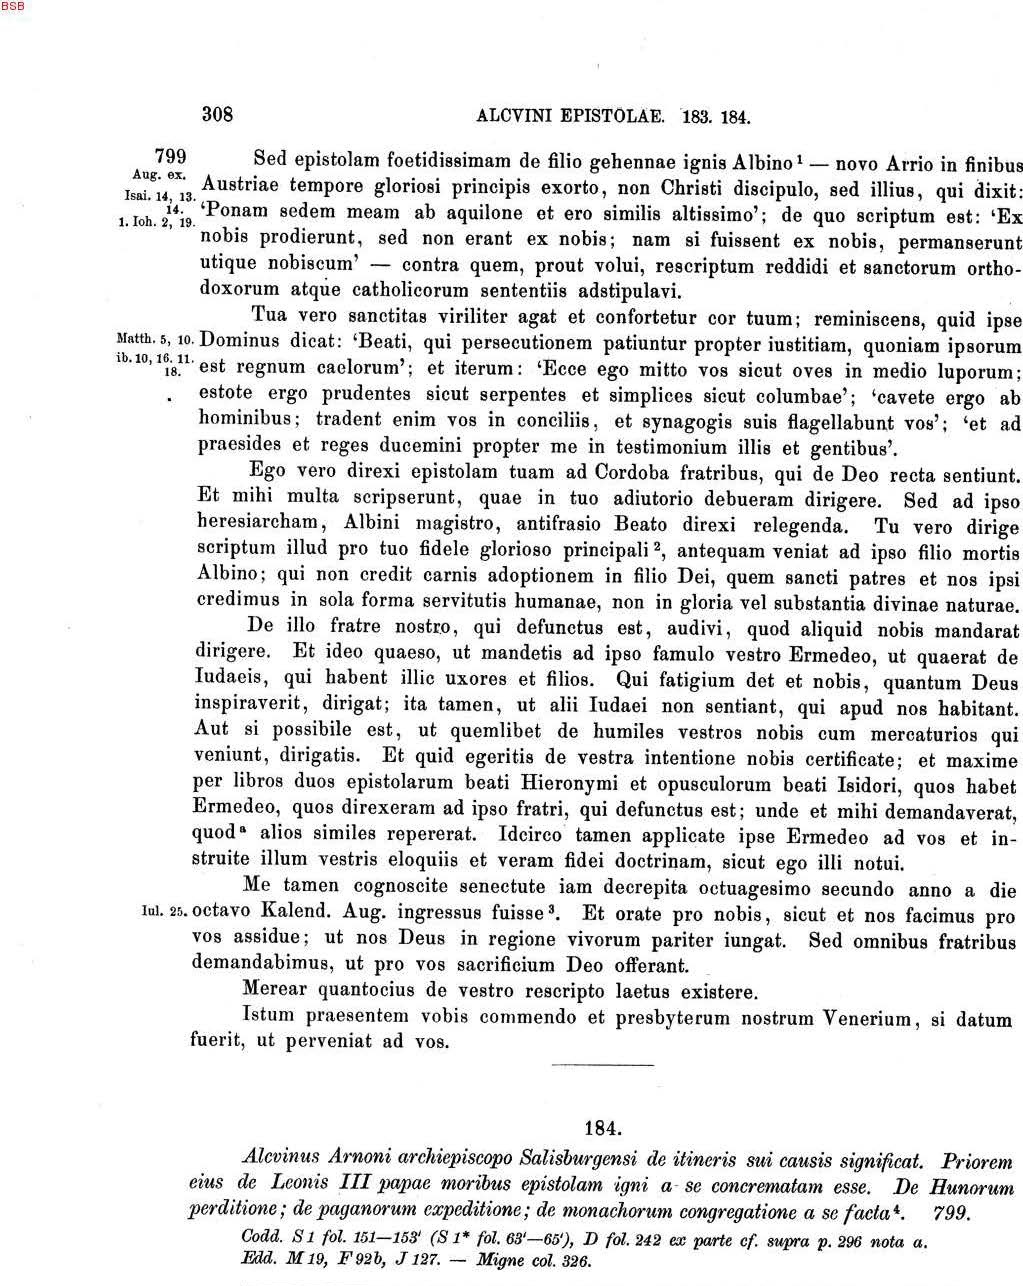 BSB
308 ALCVINI EPISTOLAE. 183. 184.
799 Sed epistolam foetidissimam de filio gehennae ignis Albino¹ — novo Arrio in finibus
Aug. ex.
Isai. 14, 13. Austriae tempore gloriosi principis exorto, non Christi discipulo, sed illius, qui dixit:
14. ‘Ponam sedem meam ab aquilone et ero similis altissimo’; de quo scriptum est: ‘Ex
1. Ioh. 2, 19.
nobis prodierunt, sed non erant ex nobis; nam si fuissent ex nobis, permanserunt
utique nobiscum’ — contra quem, prout volui, rescriptum reddidi et sanctorum ortho-
doxorum atque catholicorum sententiis adstipulavi.
Tua vero sanctitas viriliter agat et confortetur cor tuum; reminiscens, quid ipse
Matth. 5, 10. Dominus dicat: ‘Beati, qui persecutionem patiuntur propter iustitiam, quoniam ipsorum
ib. 10, 16. 11. est regnum caelorum’; et iterum: ‘Ecce ego mitto vos sicut oves in medio luporum;
18.
estote ergo prudentes sicut serpentes et simplices sicut columbae’; ‘cavete ergo ab
hominibus; tradent enim vos in conciliis, et synagogis suis flagellabunt vos’; ‘et ad
praesides et reges ducemini propter me in testimonium illis et gentibus’.
Ego vero direxi epistolam tuam ad Cordoba fratribus, qui de Deo recta sentiunt.
Et mihi multa scripserunt, quae in tuo adiutorio debueram dirigere. Sed ad ipso
heresiarcham, Albini magistro, antifrasio Beato direxi relegenda. Tu vero dirige
scriptum illud pro tuo fidele glorioso principali², antequam veniat ad ipso filio mortis
Albino; qui non credit carnis adoptionem in filio Dei, quem sancti patres et nos ipsi
credimus in sola forma servitutis humanae, non in gloria vel substantia divinae naturae.
De illo fratre nostro, qui defunctus est, audivi, quod aliquid nobis mandarat
dirigere. Et ideo quaeso, ut mandetis ad ipso famulo vestro Ermedeo, ut quaerat de
Iudaeis, qui habent illic uxores et filios. Qui fatigium det et nobis, quantum Deus
inspiraverit, dirigat; ita tamen, ut alii Iudaei non sentiant, qui apud nos habitant.
Aut si possibile est, ut quemlibet de humiles vestros nobis cum mercaturios qui
veniunt, dirigatis. Et quid egeritis de vestra intentione nobis certificate; et maxime
per libros duos epistolarum beati Hieronymi et opusculorum beati Isidori, quos habet
Ermedeo, quos direxeram ad ipso fratri, qui defunctus est; unde et mihi demandaverat,
quodᵃ alios similes repererat. Idcirco tamen applicate ipse Ermedeo ad vos et in-
struite illum vestris eloquiis et veram fidei doctrinam, sicut ego illi notui.
Me tamen cognoscite senectute iam decrepita octuagesimo secundo anno a die
Iul. 25. octavo Kalend. Aug. ingressus fuisse³. Et orate pro nobis, sicut et nos facimus pro
vos assidue; ut nos Deus in regione vivorum pariter iungat. Sed omnibus fratribus
demandabimus, ut pro vos sacrificium Deo offerant.
Merear quantocius de vestro rescripto laetus existere.
Istum praesentem vobis commendo et presbyterum nostrum Venerium, si datum
fuerit, ut perveniat ad vos.
184.
Alcvinus Arnoni archiepiscopo Salisburgensi de itineris sui causis significat. Priorem
eius de Leonis III papae moribus epistolam igni a se concrematam esse. De Hunorum
perditione; de paganorum expeditione; de monachorum congregatione a se facta⁴. 799.
Codd. S 1 fol. 151—153' (S 1* fol. 63'—65'), D fol. 242 ex parte cf. supra p. 296 nota a.
Edd. M 19, F 92b, J 127. — Migne col. 326.